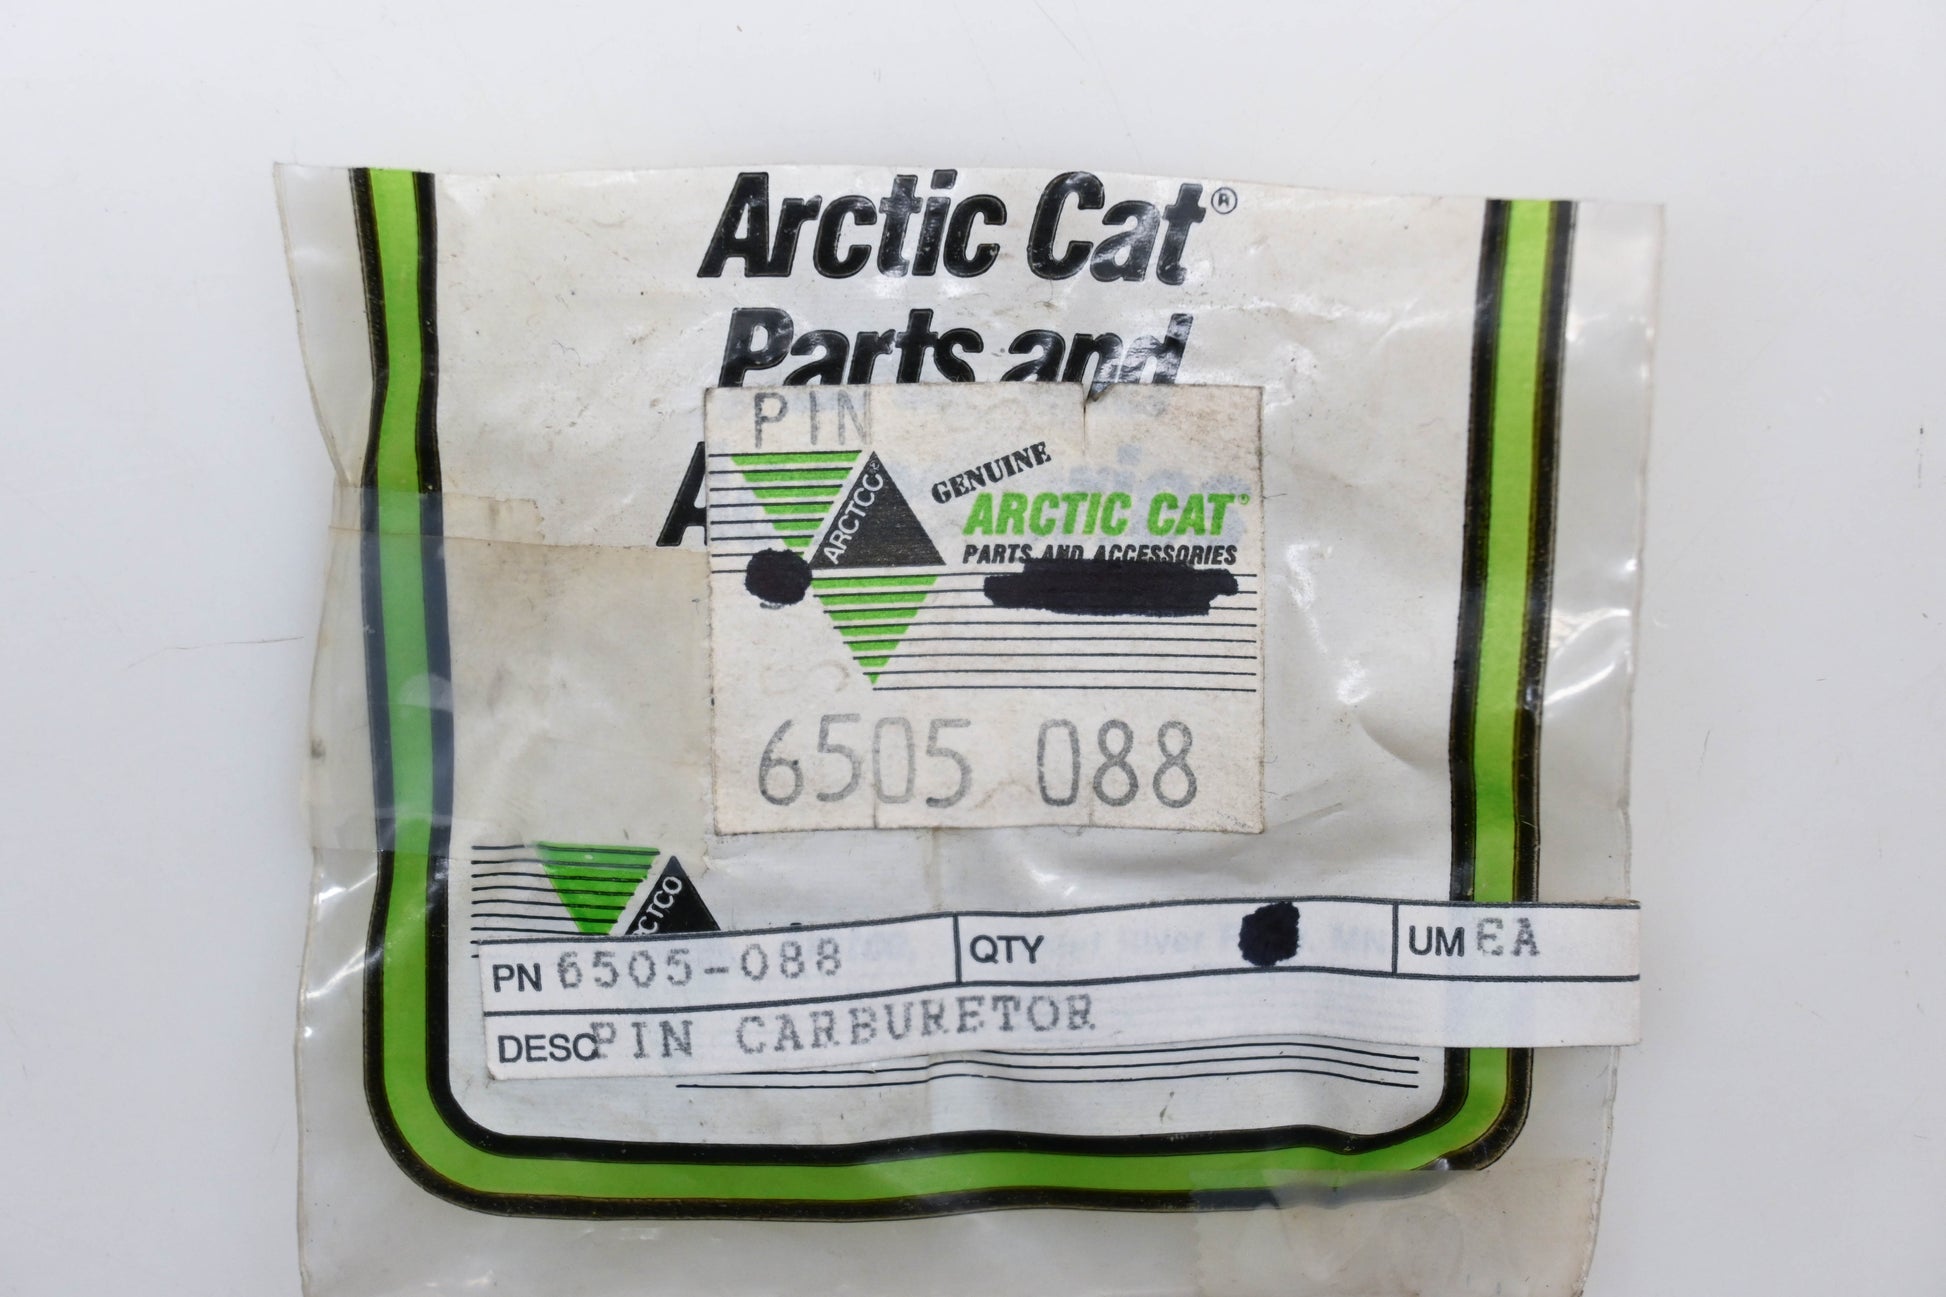 Arctic Cat®
Parts and
A
PIN
ARCTCO®
GENUINE
ARCTIC CAT®
PARTS AND ACCESSORIES
6505 088
CTCO
PN 6505-088 QTY UM EA
DESC PIN CARBURETOR